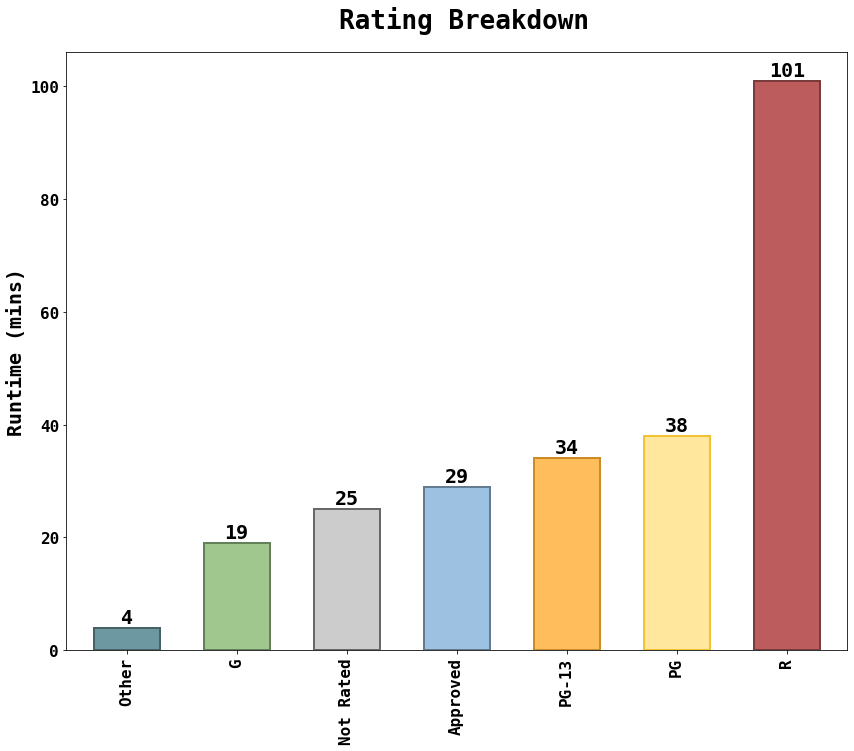 Rating Breakdown
Runtime (mins)
100
80
60
40
20
0
4
19
25
29
34
38
101
Other
G
Not Rated
Approved
PG-13
PG
R